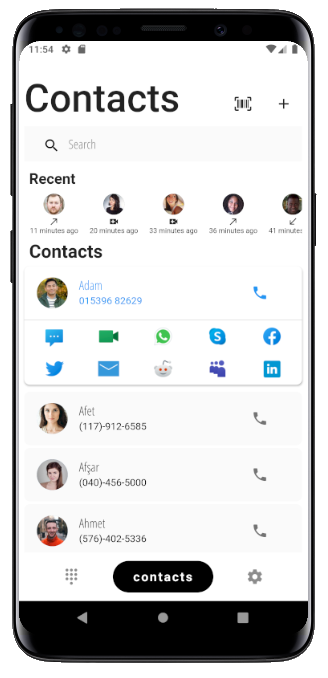 11:54
Contacts
Search
Recent
11 minutes ago 20 minutes ago 33 minutes ago 36 minutes ago 41 minutes
Contacts
Adam
015396 82629
Afet
(117)-912-6585
Afşar
(040)-456-5000
Ahmet
(576)-402-5336
contacts